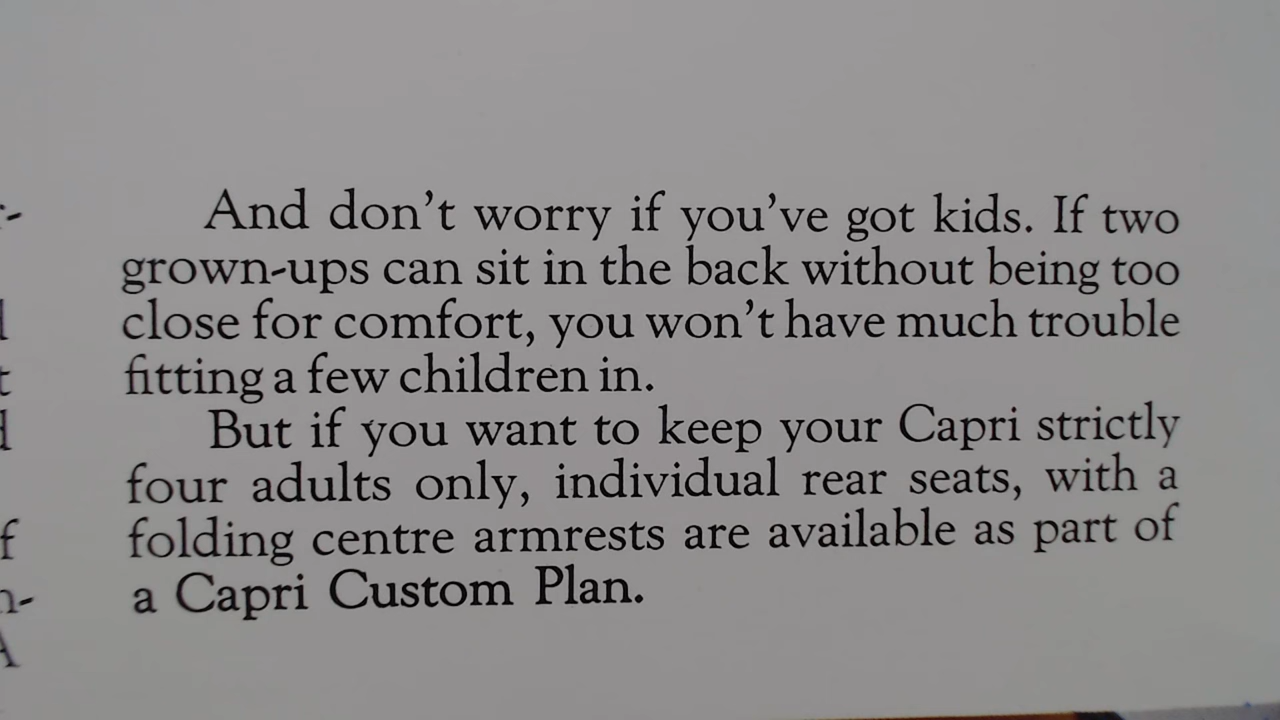 And don't worry if you've got kids. If two
grown-ups can sit in the back without being too
close for comfort, you won't have much trouble
fitting a few children in.
But if you want to keep your Capri strictly
four adults only, individual rear seats, with a
folding centre armrests are available as part of
a Capri Custom Plan.